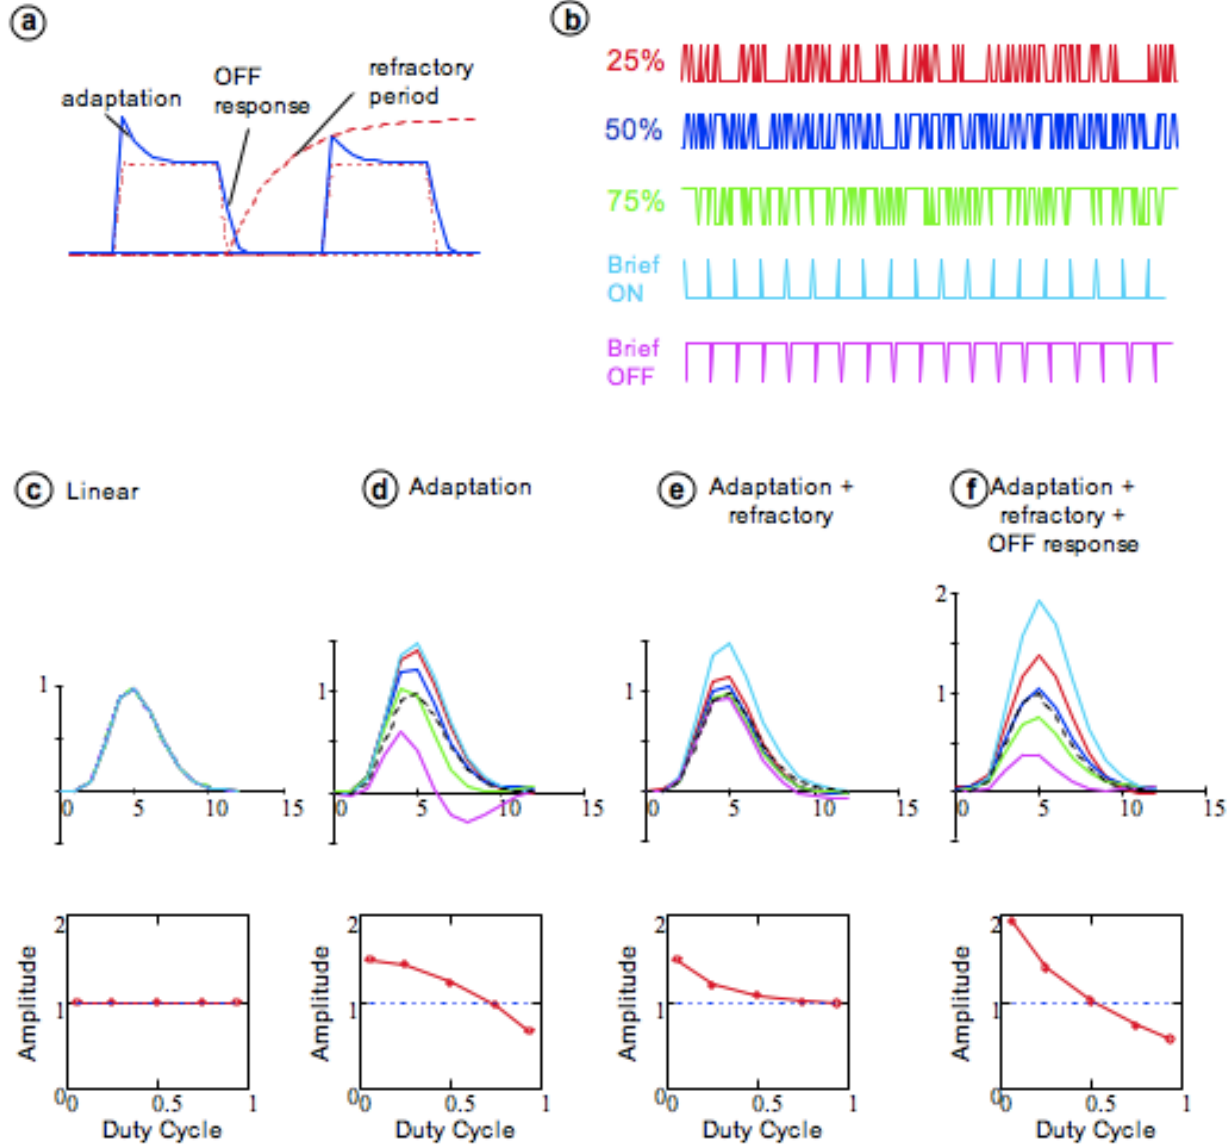 a
adaptation
OFF
response
refractory
period
b
25%
50%
75%
Brief
ON
Brief
OFF
c Linear
1
0 5 10 15
d Adaptation
1
0 5 10 15
e Adaptation +
refractory
1
0 5 10 15
f Adaptation +
refractory +
OFF response
2
1
0 5 10 15
2
1
0
Amplitude
0 0.5 1
Duty Cycle
2
1
0
Amplitude
0 0.5 1
Duty Cycle
2
1
0
Amplitude
0 0.5 1
Duty Cycle
2
1
0
Amplitude
0 0.5 1
Duty Cycle